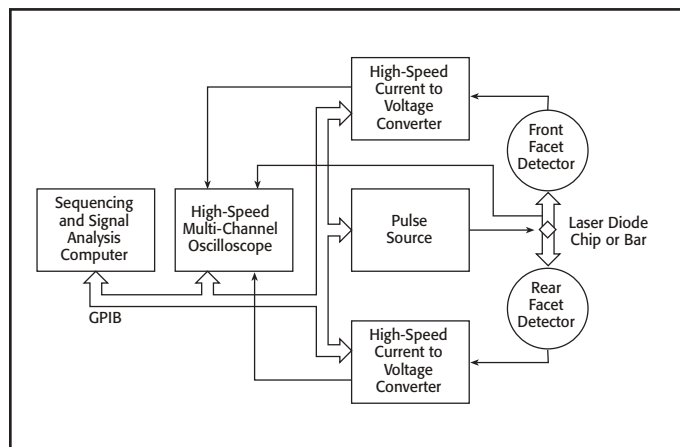 High-Speed
Current to
Voltage
Converter
Front
Facet
Detector
Sequencing
and Signal
Analysis
Computer
High-Speed
Multi-Channel
Oscilloscope
Pulse
Source
Laser Diode
Chip or Bar
GPIB
Rear
Facet
Detector
High-Speed
Current to
Voltage
Converter